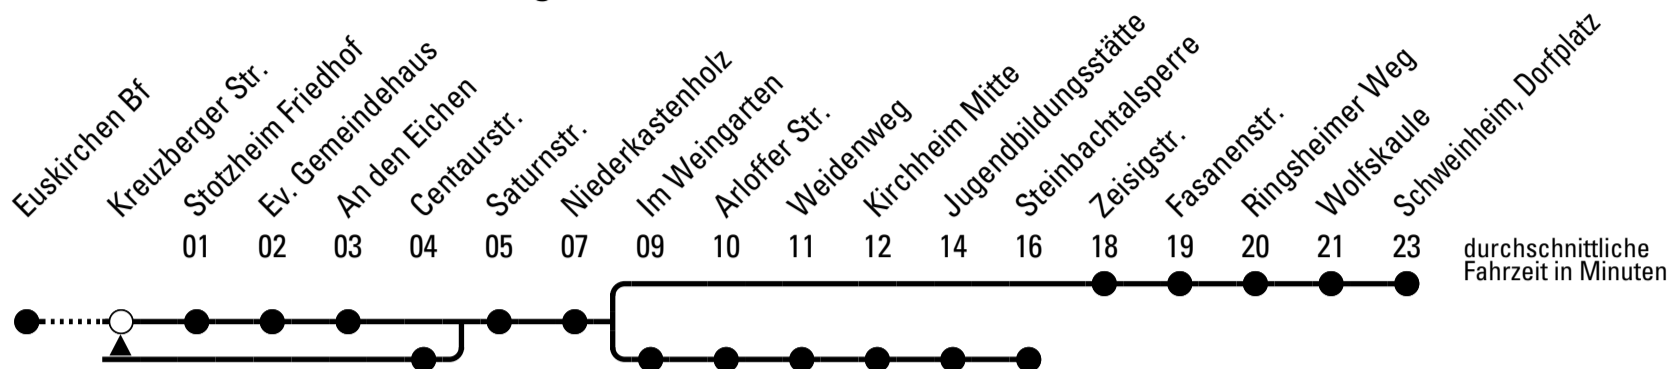 Euskirchen Bf
Kreuzberger Str.
Stotzheim Friedhof
Ev. Gemeindehaus
An den Eichen
Centaurstr.
Saturnstr.
Niederkastenholz
Im Weingarten
Arloffer Str.
Weidenweg
Kirchheim Mitte
Jugendbildungsstätte
Steinbachtalsperre
Zeisigstr.
Fasanenstr.
Ringsheimer Weg
Wolfskaule
Schweinheim, Dorfplatz
01 02 03 04 05 07 09 10 11 12 14 16 18 19 20 21 23
durchschnittliche
Fahrzeit in Minuten